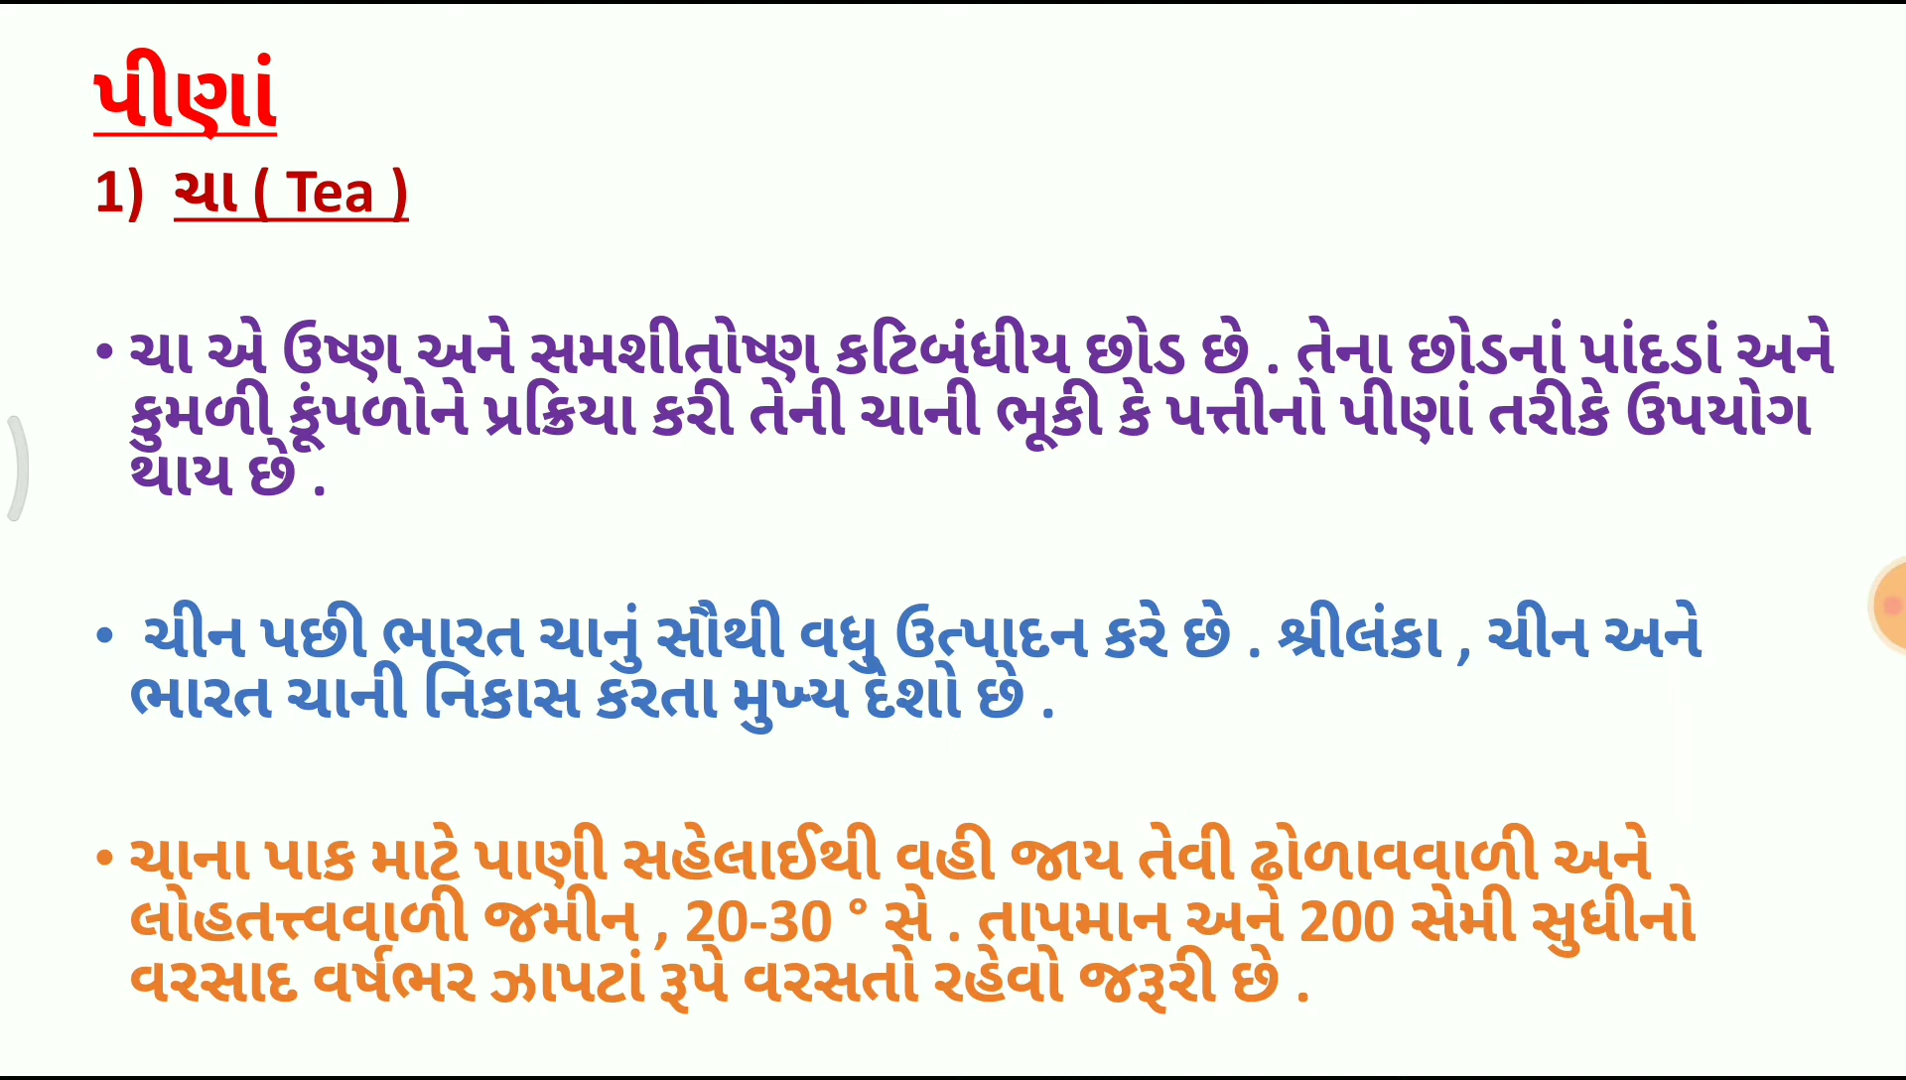 પીણાં
1) ચા ( Tea )
• ચા એ ઉષ્ણ અને સમશીતોષ્ણ કટિબંધીય છોડ છે . તેના છોડનાં પાંદડાં અને
કુમળી કૂંપળોને પ્રક્રિયા કરી તેની ચાની ભૂકી કે પત્તીનો પીણાં તરીકે ઉપયોગ
થાય છે .
• ચીન પછી ભારત ચાનું સૌથી વધુ ઉત્પાદન કરે છે . શ્રીલંકા , ચીન અને
ભારત ચાની નિકાસ કરતા મુખ્ય દેશો છે .
• ચાના પાક માટે પાણી સહેલાઈથી વહી જાય તેવી ઢોળાવવાળી અને
લોહતત્ત્વવાળી જમીન , 20-30 ° સે . તાપમાન અને 200 સેમી સુધીનો
વરસાદ વર્ષભર ઝાપટાં રૂપે વરસતો રહેવો જરૂરી છે .